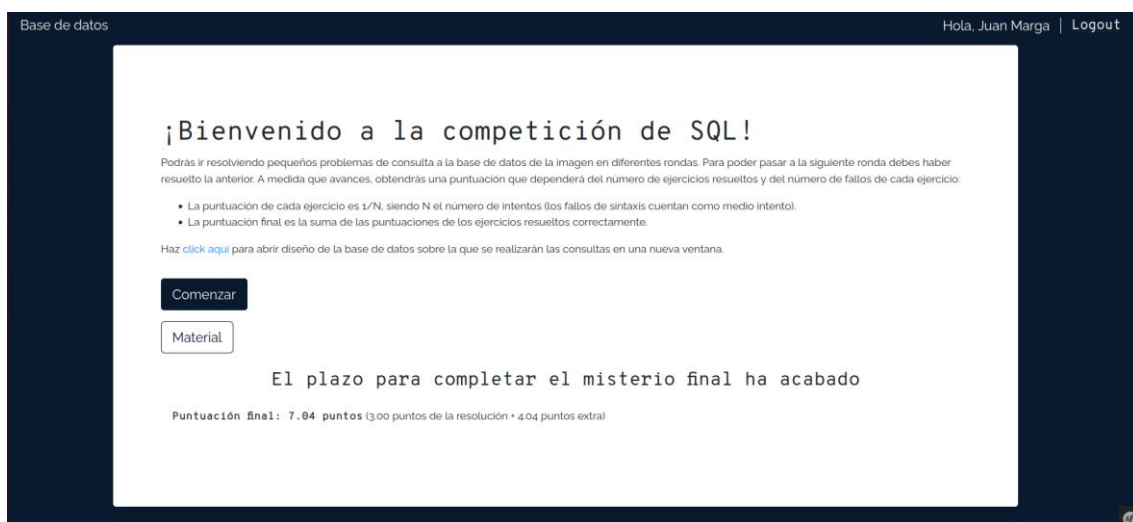 Base de datos
Hola, Juan Marga | Logout
¡Bienvenido a la competición de SQL!
Podrás ir resolviendo pequeños problemas de consulta a la base de datos de la imagen en diferentes rondas. Para poder pasar a la siguiente ronda debes haber
resuelto la anterior. A medida que avances, obtendrás una puntuación que dependerá del número de ejercicios resueltos y del número de fallos de cada ejercicio:
• La puntuación de cada ejercicio es 1/N, siendo N el número de intentos (los fallos de sintaxis cuentan como medio intento).
• La puntuación final es la suma de las puntuaciones de los ejercicios resueltos correctamente.
Haz click aquí para abrir diseño de la base de datos sobre la que se realizarán las consultas en una nueva ventana.
Comenzar
Material
El plazo para completar el misterio final ha acabado
Puntuación final: 7.04 puntos (3.00 puntos de la resolución + 4.04 puntos extra)